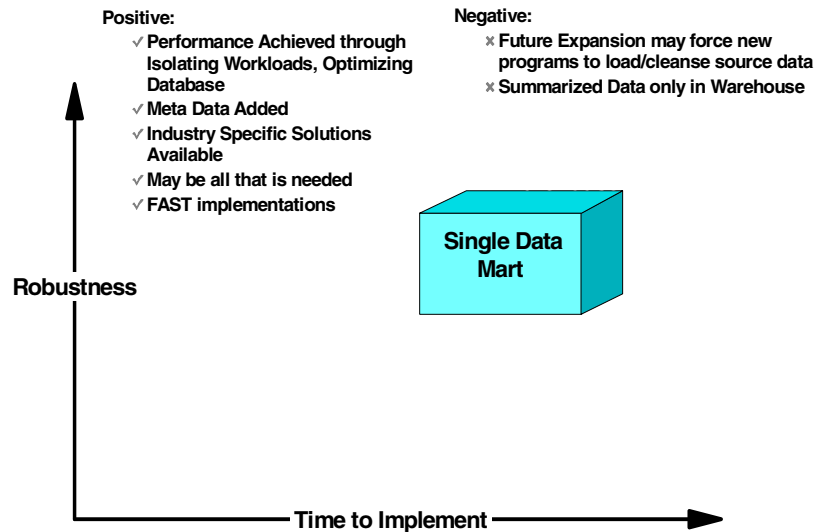 Positive:
✓ Performance Achieved through
Isolating Workloads, Optimizing
Database
✓ Meta Data Added
✓ Industry Specific Solutions
Available
✓ May be all that is needed
✓ FAST implementations
Negative:
✗ Future Expansion may force new
programs to load/cleanse source data
✗ Summarized Data only in Warehouse
Single Data
Mart
Robustness
Time to Implement